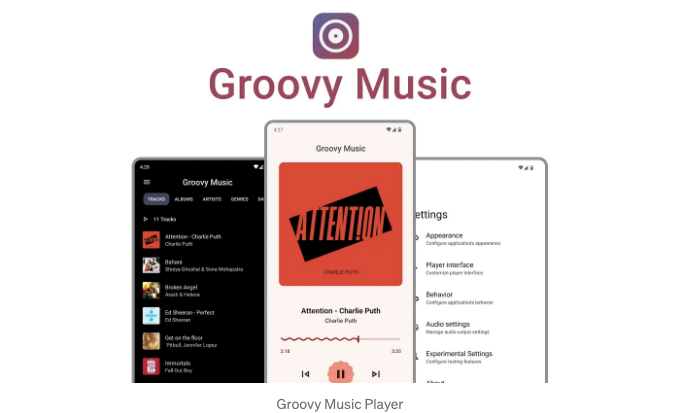 Groovy Music
4:29
Groovy Music
TRACKS ALBUMS ARTISTS GENRES
11 Tracks
Attention - Charlie Puth
Charlie Puth
Bahara
Shreya Ghoshal & Sona Mohapatra
Broken Angel
Arash & Helena
Ed Sheeran - Perfect
Ed Sheeran
Get on the floor
Pitbull, Jennifer Lopez
Immortals
Fall Out Boy
4:27
Groovy Music
ATTENTION
CHARLIE PUTH
Attention - Charlie Puth
Charlie Puth
2:18 3:33
ettings
Appearance
Configure application's appearance
Player interface
Customize player interface
Behavior
Configure application's behavior
Audio settings
Manage audio output settings
Experimental Settings
Configure testing features
About
Groovy Music Player